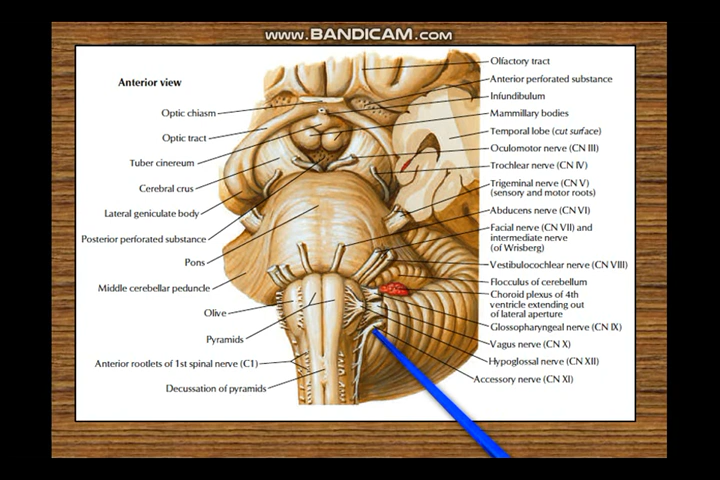 www.BANDICAM.com
Anterior view
Optic chiasm
Optic tract
Tuber cinereum
Cerebral crus
Lateral geniculate body
Posterior perforated substance
Pons
Middle cerebellar peduncle
Olive
Pyramids
Anterior rootlets of 1st spinal nerve (C1)
Decussation of pyramids
Olfactory tract
Anterior perforated substance
Infundibulum
Mammillary bodies
Temporal lobe (cut surface)
Oculomotor nerve (CN III)
Trochlear nerve (CN IV)
Trigeminal nerve (CN V)
(sensory and motor roots)
Abducens nerve (CN VI)
Facial nerve (CN VII) and
intermediate nerve
(of Wrisberg)
Vestibulocochlear nerve (CN VIII)
Flocculus of cerebellum
Choroid plexus of 4th
ventricle extending out
of lateral aperture
Glossopharyngeal nerve (CN IX)
Vagus nerve (CN X)
Hypoglossal nerve (CN XII)
Accessory nerve (CN XI)